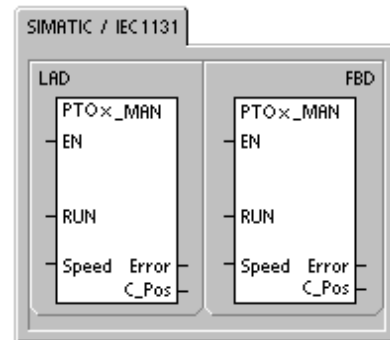 SIMATIC / IEC1131
LAD
FBD
PTOx_MAN
EN
RUN
Speed Error
C_Pos
PTOx_MAN
EN
RUN
Speed Error
C_Pos